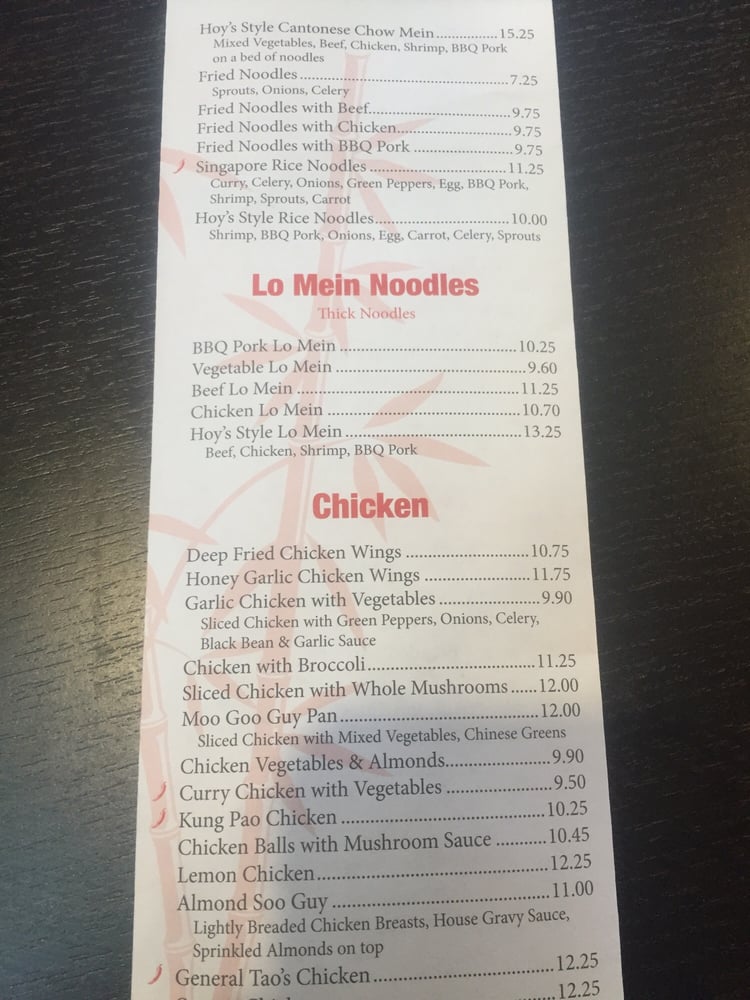 Hoy's Style Cantonese Chow Mein...............15.25
Mixed Vegetables, Beef, Chicken, Shrimp, BBQ Pork
on a bed of noodles
Fried Noodles.....................................................7.25
Sprouts, Onions, Celery
Fried Noodles with Beef....................................9.75
Fried Noodles with Chicken.............................9.75
Fried Noodles with BBQ Pork..........................9.75
Singapore Rice Noodles...................................11.25
Curry, Celery, Onions, Green Peppers, Egg, BBQ Pork,
Shrimp, Sprouts, Carrot
Hoy's Style Rice Noodles..................................10.00
Shrimp, BBQ Pork, Onions, Egg, Carrot, Celery, Sprouts
Lo Mein Noodles
Thick Noodles
BBQ Pork Lo Mein..........................................10.25
Vegetable Lo Mein.............................................9.60
Beef Lo Mein.....................................................11.25
Chicken Lo Mein..............................................10.70
Hoy's Style Lo Mein..........................................13.25
Beef, Chicken, Shrimp, BBQ Pork
Chicken
Deep Fried Chicken Wings.............................10.75
Honey Garlic Chicken Wings.........................11.75
Garlic Chicken with Vegetables.......................9.90
Sliced Chicken with Green Peppers, Onions, Celery,
Black Bean & Garlic Sauce
Chicken with Broccoli......................................11.25
Sliced Chicken with Whole Mushrooms......12.00
Moo Goo Guy Pan............................................12.00
Sliced Chicken with Mixed Vegetables, Chinese Greens
Chicken Vegetables & Almonds.......................9.90
Curry Chicken with Vegetables........................9.50
Kung Pao Chicken............................................10.25
Chicken Balls with Mushroom Sauce...........10.45
Lemon Chicken.................................................12.25
Almond Soo Guy..............................................11.00
Lightly Breaded Chicken Breasts, House Gravy Sauce,
Sprinkled Almonds on top
General Tao's Chicken......................................12.25
12.25